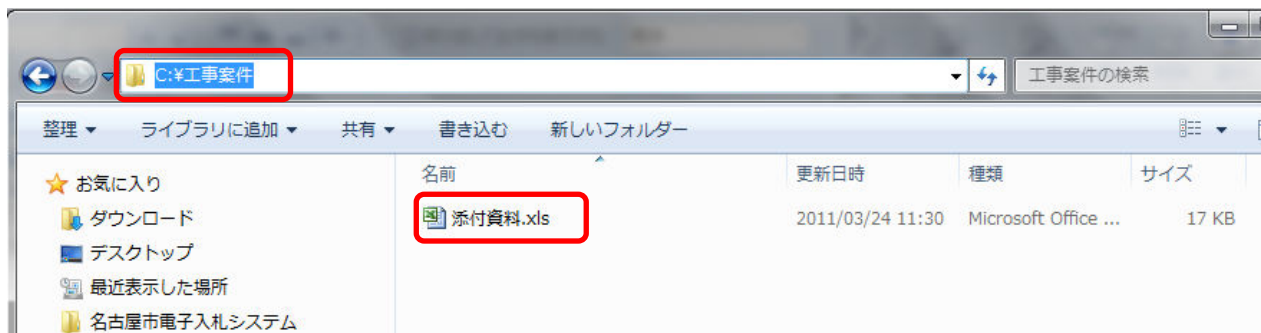 C:¥工事案件
工事案件の検索
整理 ライブラリに追加 共有 書き込む 新しいフォルダー
名前 更新日時 種類 サイズ
お気に入り
添付資料.xls 2011/03/24 11:30 Microsoft Office ... 17 KB
ダウンロード
デスクトップ
最近表示した場所
名古屋市電子入札システム